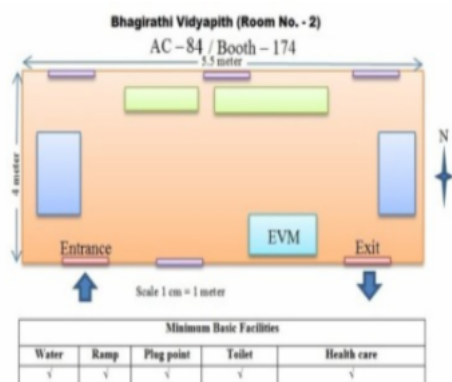 Bhagirathi Vidyapith (Room No. - 2)
AC – 84 / Booth – 174
5.5 meter
4 meter
N
EVM
Entrance
Exit
Scale 1 cm = 1 meter
Minimum Basic Facilities
Water Ramp Plug point Toilet Health care
√ √ √ √ √